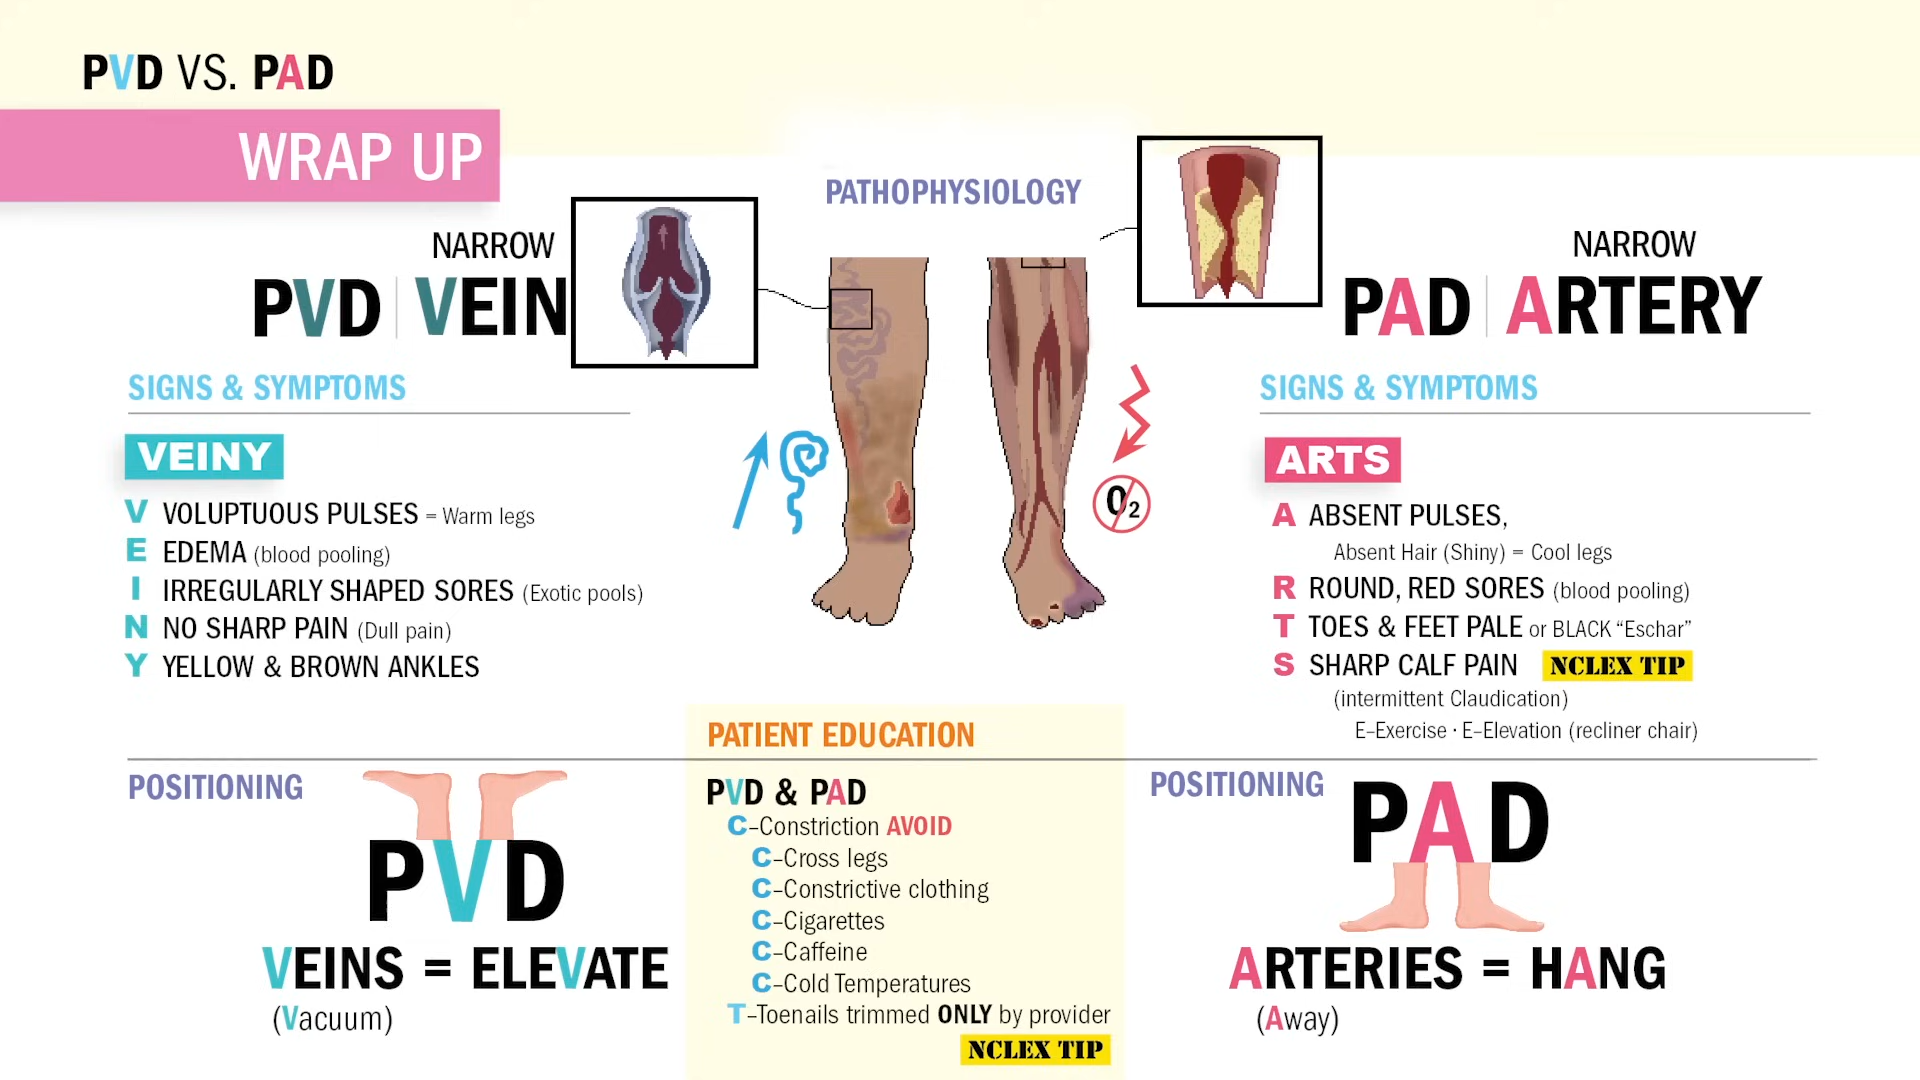 PVD VS. PAD
WRAP UP
PATHOPHYSIOLOGY
NARROW
PVD | VEIN
SIGNS & SYMPTOMS
VEINY
V VOLUPTUOUS PULSES = Warm legs
E EDEMA (blood pooling)
I IRREGULARLY SHAPED SORES (Exotic pools)
N NO SHARP PAIN (Dull pain)
Y YELLOW & BROWN ANKLES
O2
NARROW
PAD | ARTERY
SIGNS & SYMPTOMS
ARTS
A ABSENT PULSES,
Absent Hair (Shiny) = Cool legs
R ROUND, RED SORES (blood pooling)
T TOES & FEET PALE or BLACK “Eschar”
S SHARP CALF PAIN NCLEX TIP
(intermittent Claudication)
E–Exercise · E–Elevation (recliner chair)
POSITIONING
PVD
VEINS = ELEVATE
(Vacuum)
PATIENT EDUCATION
PVD & PAD
C–Constriction AVOID
C–Cross legs
C–Constrictive clothing
C–Cigarettes
C–Caffeine
C–Cold Temperatures
T–Toenails trimmed ONLY by provider
NCLEX TIP
POSITIONING
PAD
ARTERIES = HANG
(Away)